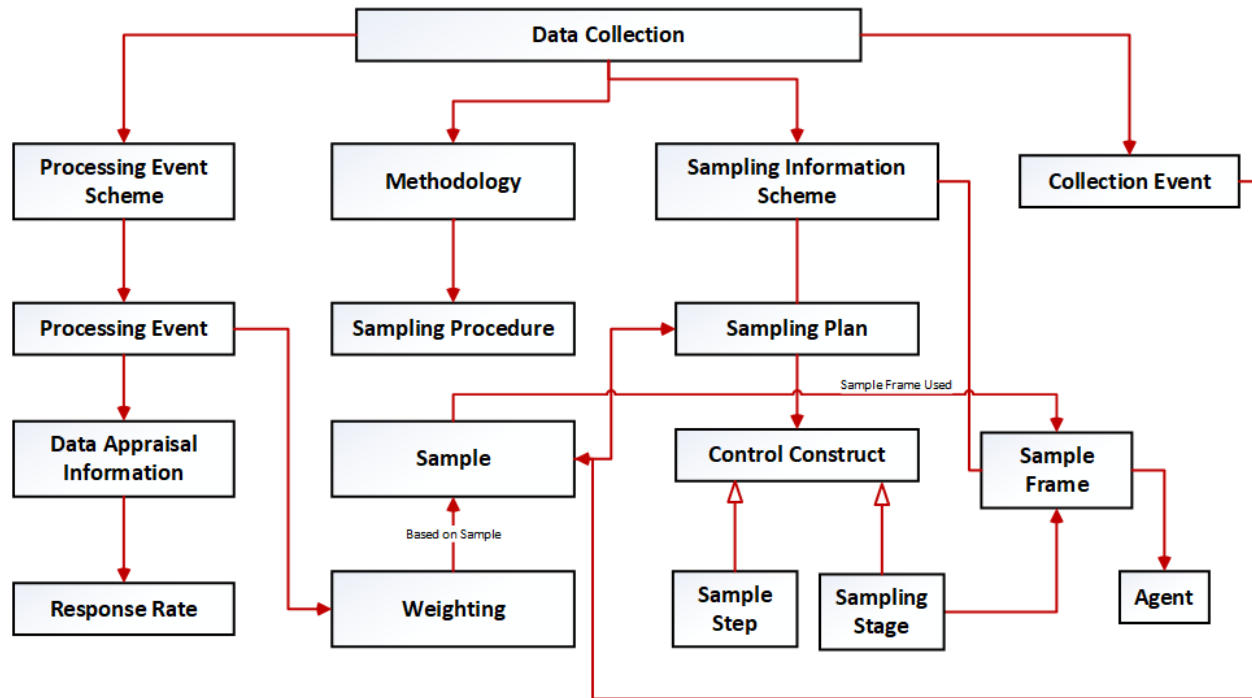 Data Collection
Processing Event
Scheme
Methodology
Sampling Information
Scheme
Collection Event
Processing Event
Sampling Procedure
Sampling Plan
Sample Frame Used
Data Appraisal
Information
Sample
Control Construct
Sample
Frame
Based on Sample
Response Rate
Weighting
Sample
Step
Sampling
Stage
Agent